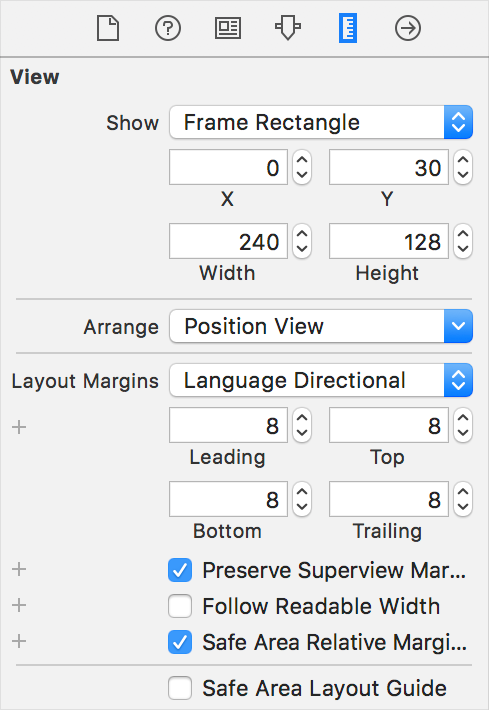 View
Show Frame Rectangle
0 30
X Y
240 128
Width Height
Arrange Position View
Layout Margins Language Directional
8 8
Leading Top
8 8
Bottom Trailing
Preserve Superview Mar...
Follow Readable Width
Safe Area Relative Margi...
Safe Area Layout Guide